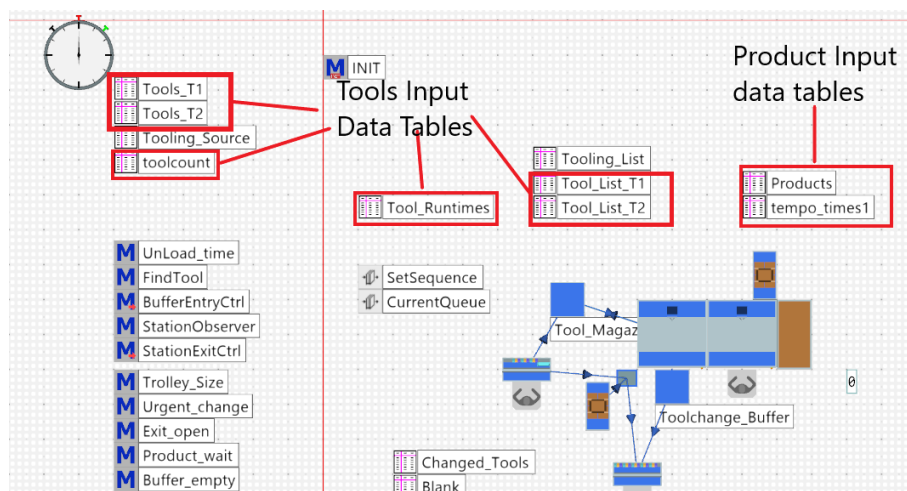 INIT
Tools_T1
Tools_T2
Tooling_Source
toolcount
Tools Input
Data Tables
Product Input
data tables
Tooling_List
Tool_List_T1
Tool_List_T2
Tool_Runtimes
Products
tempo_times1
M UnLoad_time
M FindTool
M BufferEntryCtrl
M StationObserver
M StationExitCtrl
M Trolley_Size
M Urgent_change
M Exit_open
M Product_wait
M Buffer_empty
SetSequence
CurrentQueue
Tool_Magaz
Toolchange_Buffer
0
Changed_Tools
Blank